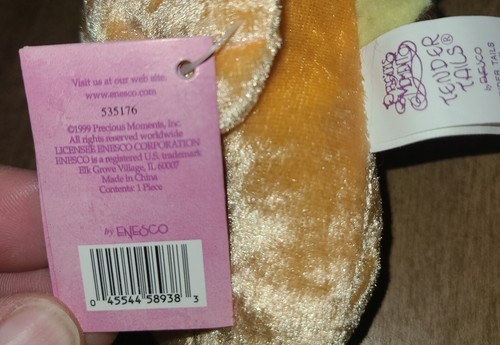 Visit us at our web site.
www.enesco.com
535176
©1999 Precious Moments, Inc.
All rights reserved worldwide
LICENSEE ENESCO CORPORATION
ENESCO is a registered U.S. trademark
Elk Grove Village, IL 60007
Made in China
Contents: 1 Piece
by ENESCO
0 45544 58938 3
TENDER
TAILS®
by ENESCO
TAILS